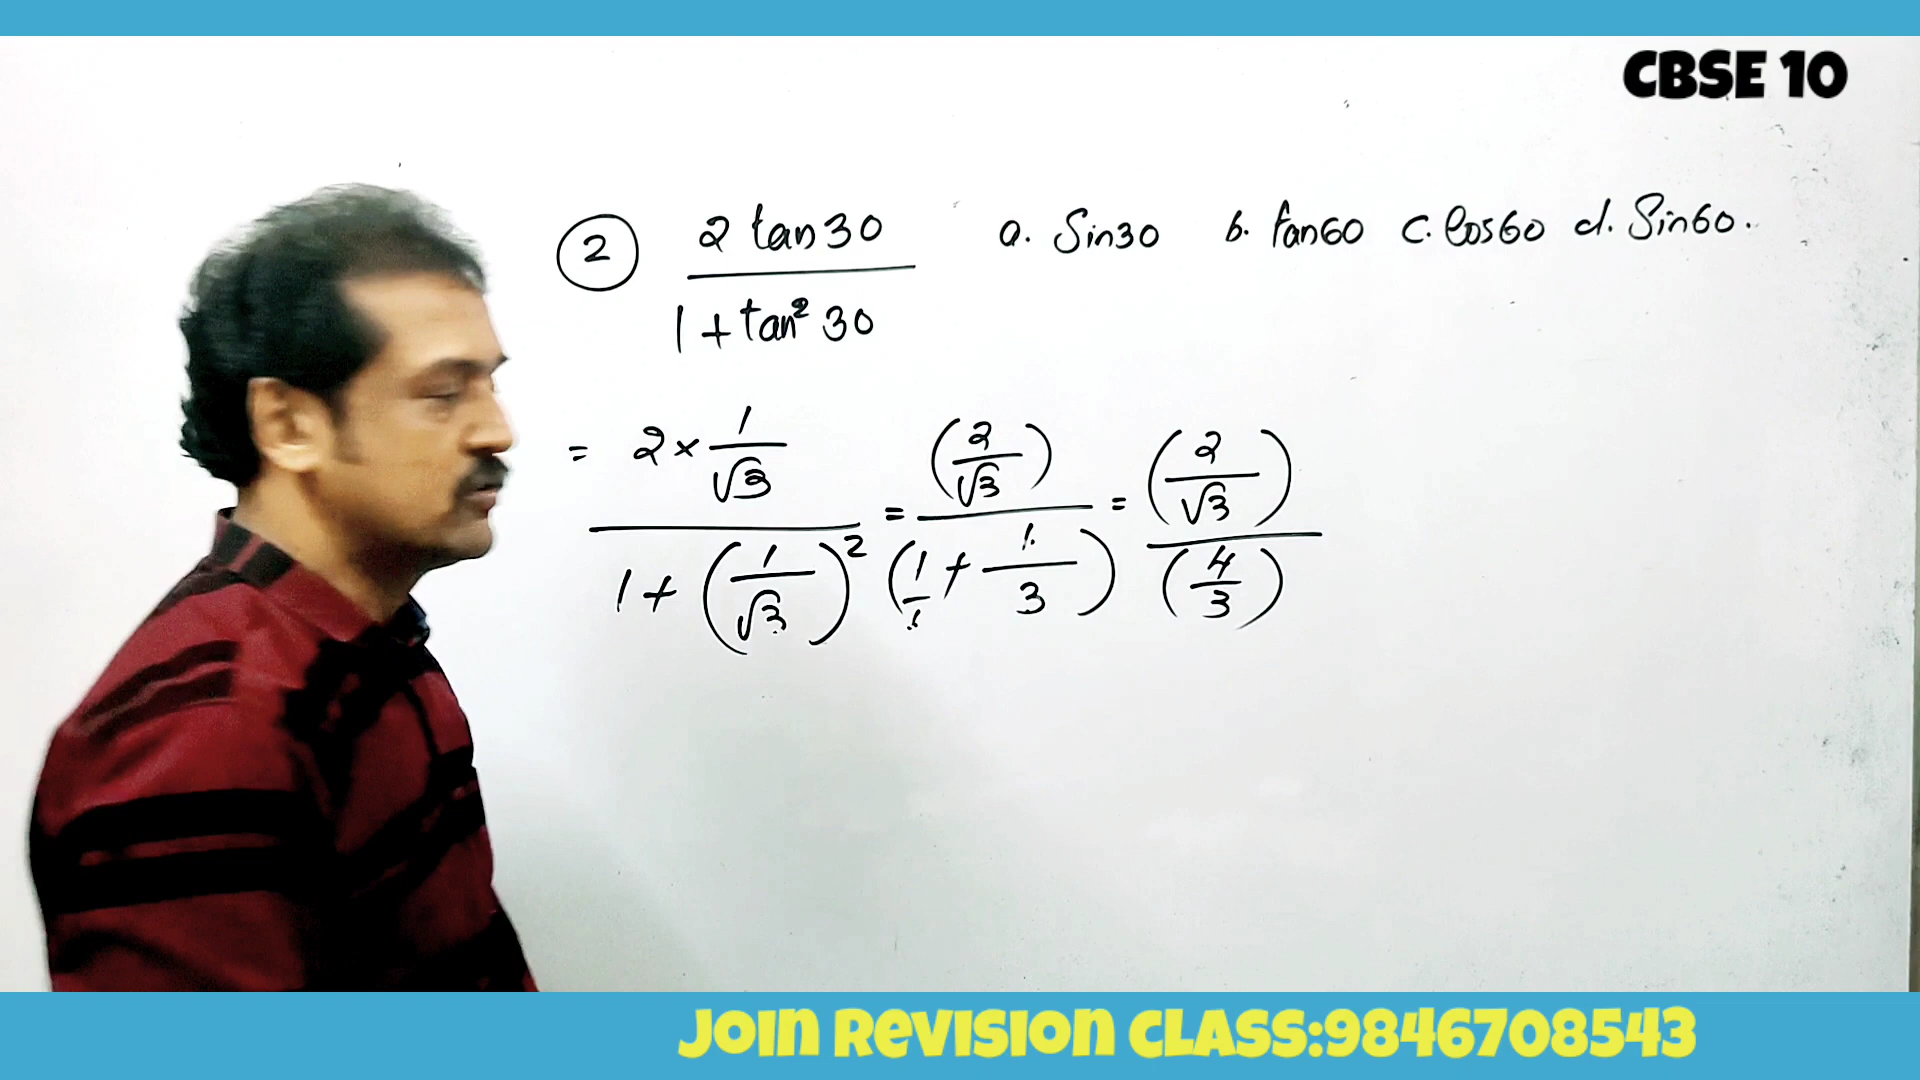 CBSE 10
② 2 tan30 / 1 + tan² 30 a. Sin30 b. tan60 c. Cos60 d. Sin60.
= 2 × 1/√3 / 1 + (1/√3)² = (2/√3) / (1/1 + 1/3) = (2/√3) / (4/3)
JOIN REVISION CLASS:9846708543